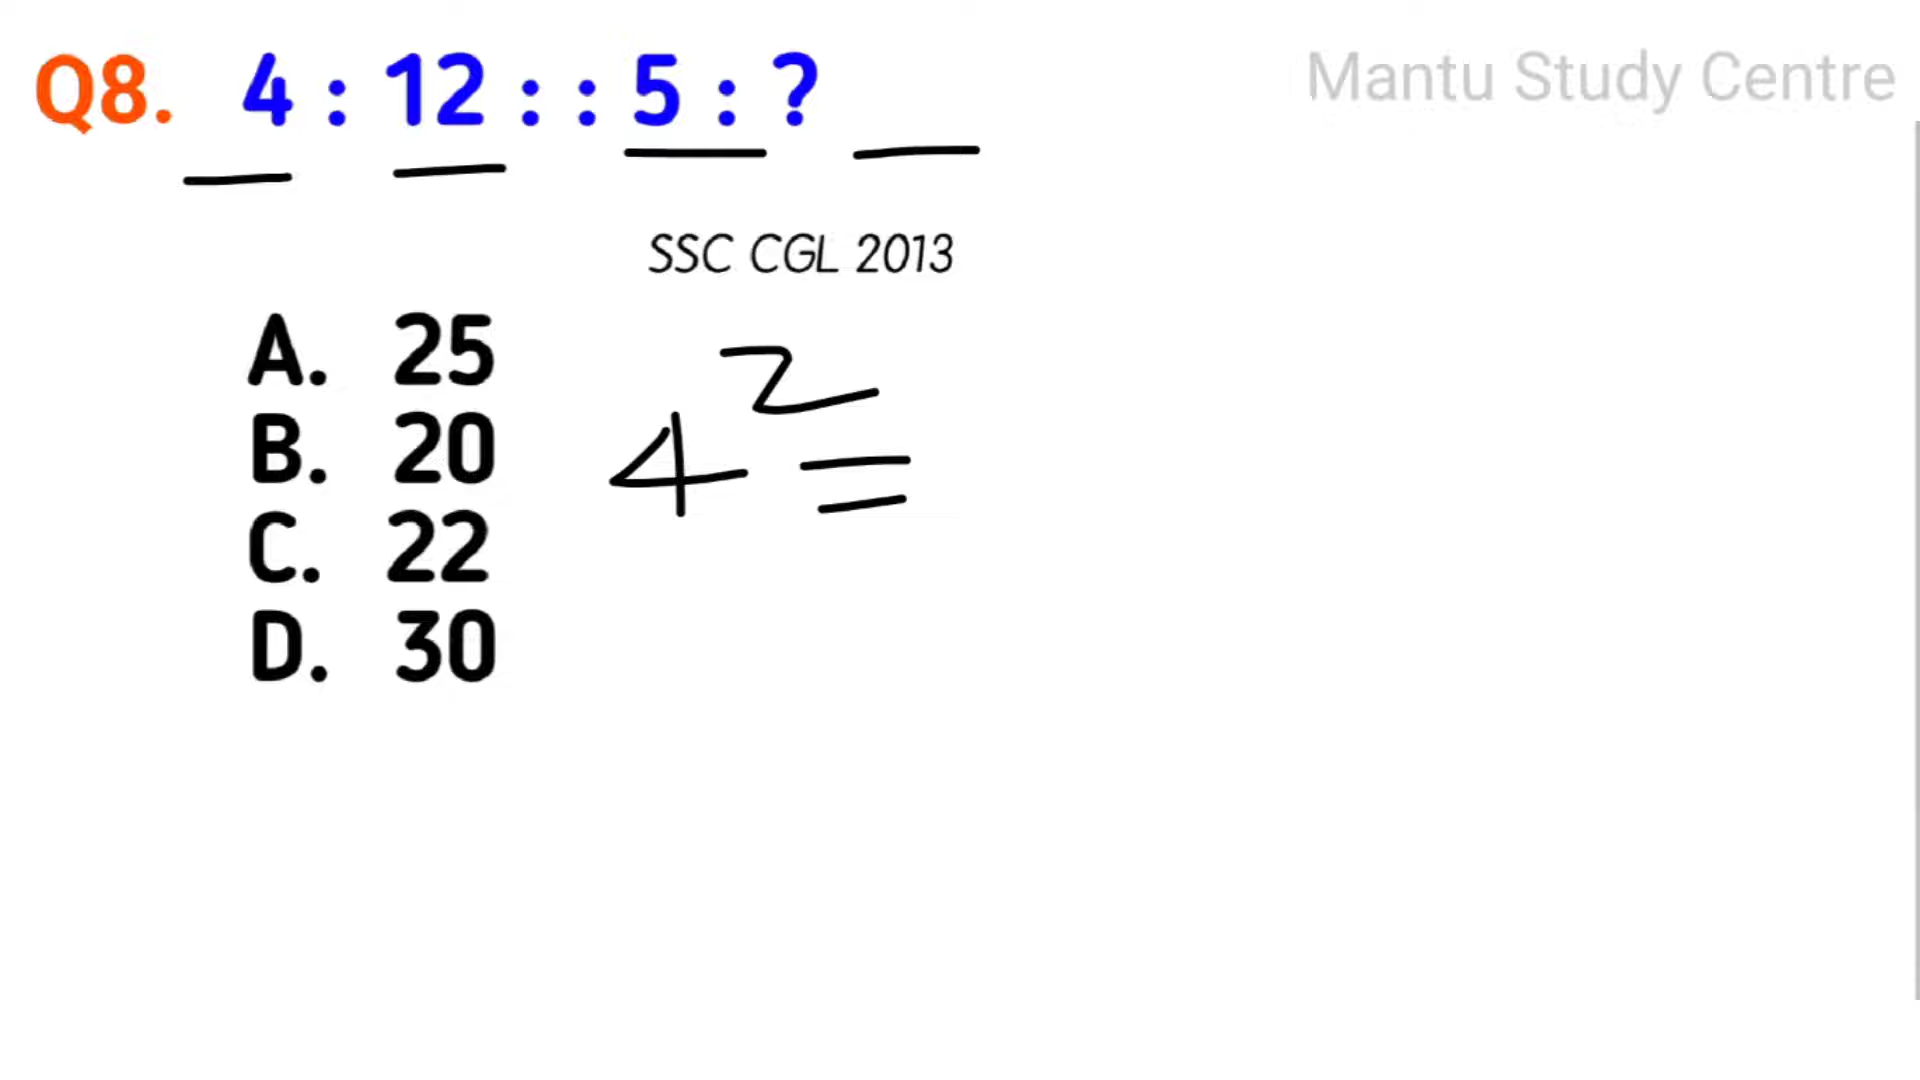 Q8. 4 : 12 : : 5 : ?
Mantu Study Centre
SSC CGL 2013
A. 25
B. 20
C. 22
D. 30
4² =